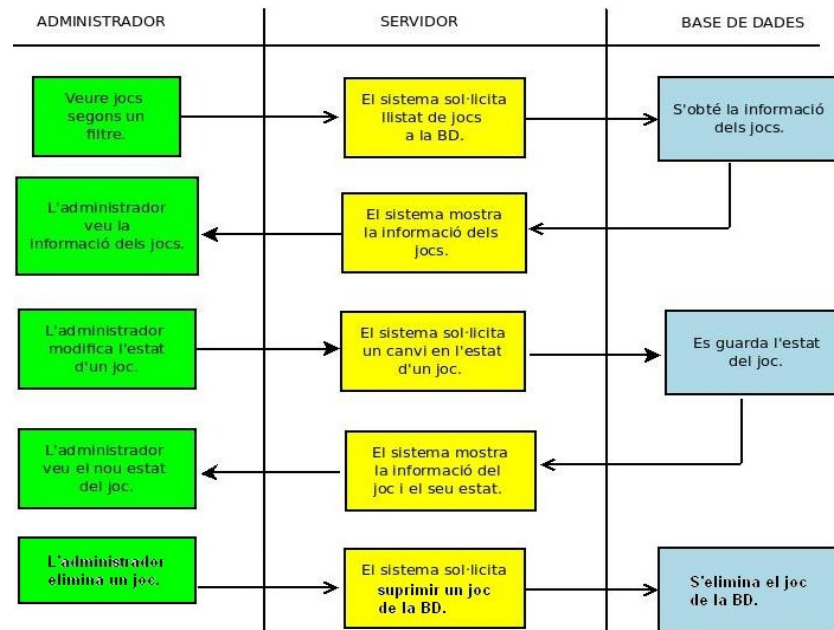 ADMINISTRADOR
SERVIDOR
BASE DE DADES
Veure jocs
segons un
filtre.
El sistema sol·licita
llistat de jocs
a la BD.
S'obté la informació
dels jocs.
L'administrador
veu la
informació dels jocs.
El sistema mostra
la informació dels
jocs.
L'administrador
modifica l'estat
d'un joc.
El sistema sol·licita
un canvi en l'estat
d'un joc.
Es guarda l'estat
del joc.
L'administrador
veu el nou estat
del joc.
El sistema mostra
la informació del
joc i el seu estat.
L'administrador
elimina un joc.
El sistema sol·licita
suprimir un joc
de la BD.
S'elimina el joc
de la BD.